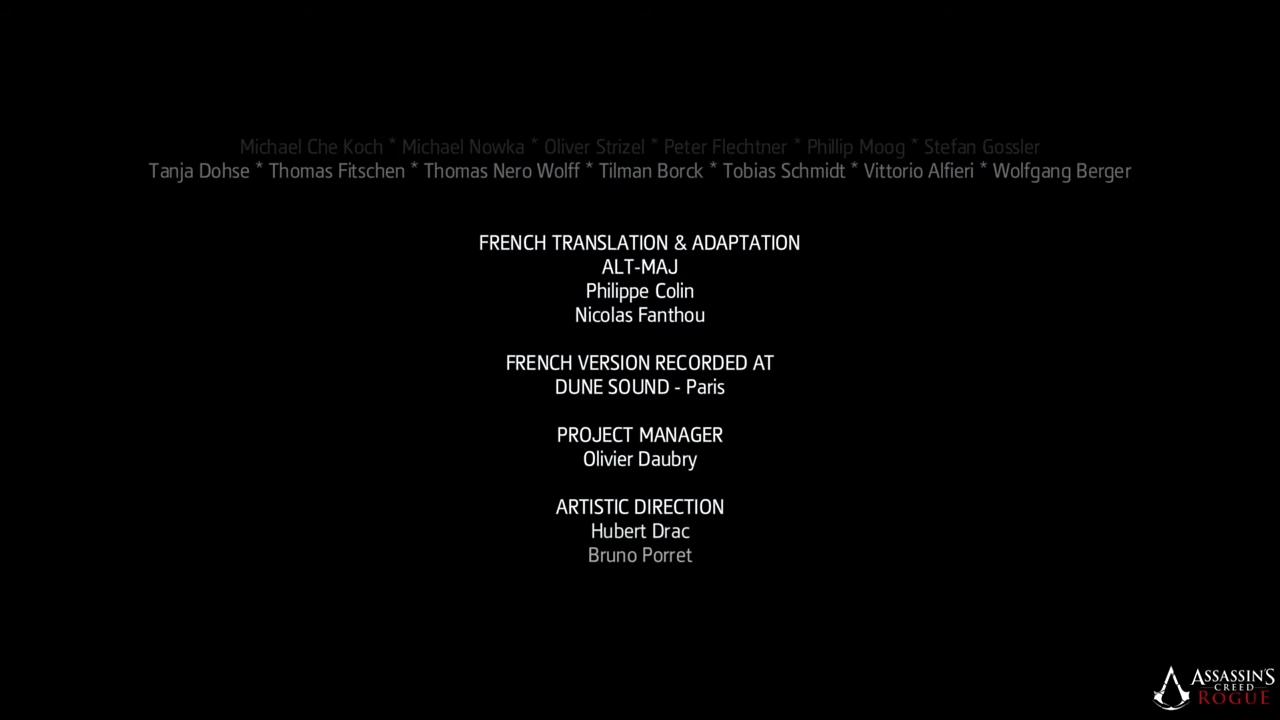 Michael Che Koch * Michael Nowka * Oliver Strizel * Peter Flechtner * Phillip Moog * Stefan Gossler
Tanja Dohse * Thomas Fitschen * Thomas Nero Wolff * Tilman Borck * Tobias Schmidt * Vittorio Alfieri * Wolfgang Berger
FRENCH TRANSLATION & ADAPTATION
ALT-MAJ
Philippe Colin
Nicolas Fanthou
FRENCH VERSION RECORDED AT
DUNE SOUND - Paris
PROJECT MANAGER
Olivier Daubry
ARTISTIC DIRECTION
Hubert Drac
Bruno Porret
ASSASSIN'S
CREED
ROGUE